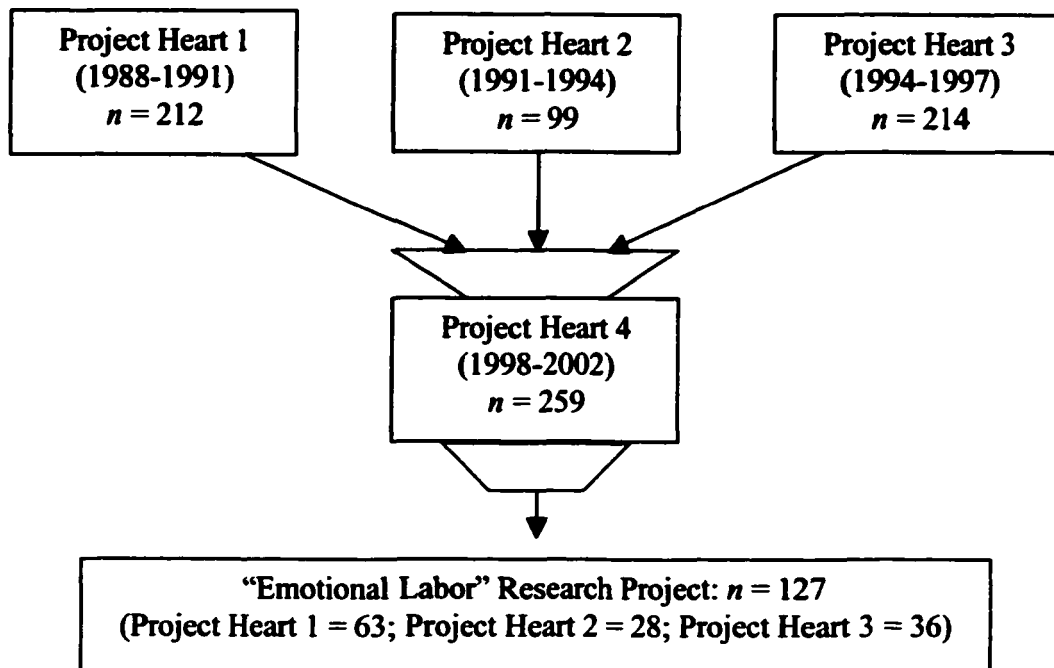 Project Heart 1
(1988-1991)
n = 212
Project Heart 2
(1991-1994)
n = 99
Project Heart 3
(1994-1997)
n = 214
Project Heart 4
(1998-2002)
n = 259
“Emotional Labor” Research Project: n = 127
(Project Heart 1 = 63; Project Heart 2 = 28; Project Heart 3 = 36)